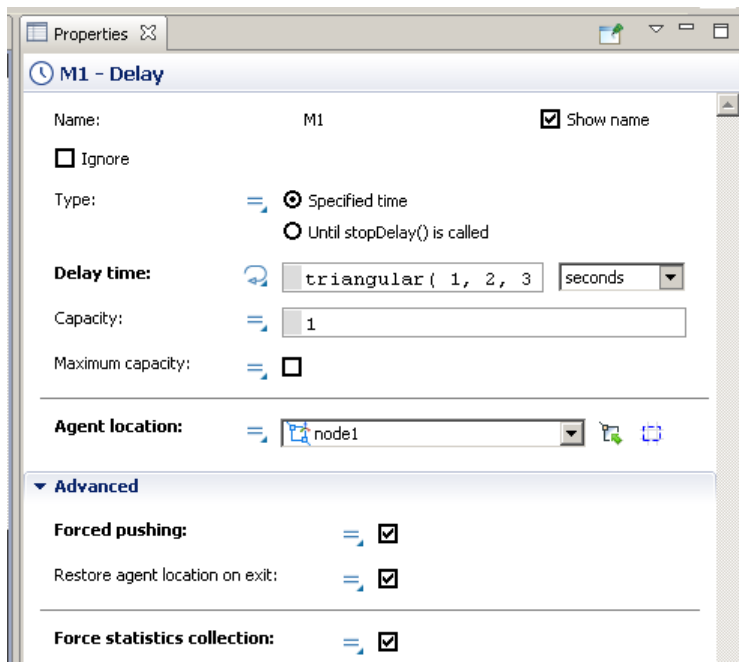 Properties
M1 - Delay
Name: M1 Show name
Ignore
Type: Specified time
Until stopDelay() is called
Delay time: triangular( 1, 2, 3 seconds
Capacity: 1
Maximum capacity:
Agent location: node1
Advanced
Forced pushing:
Restore agent location on exit:
Force statistics collection: